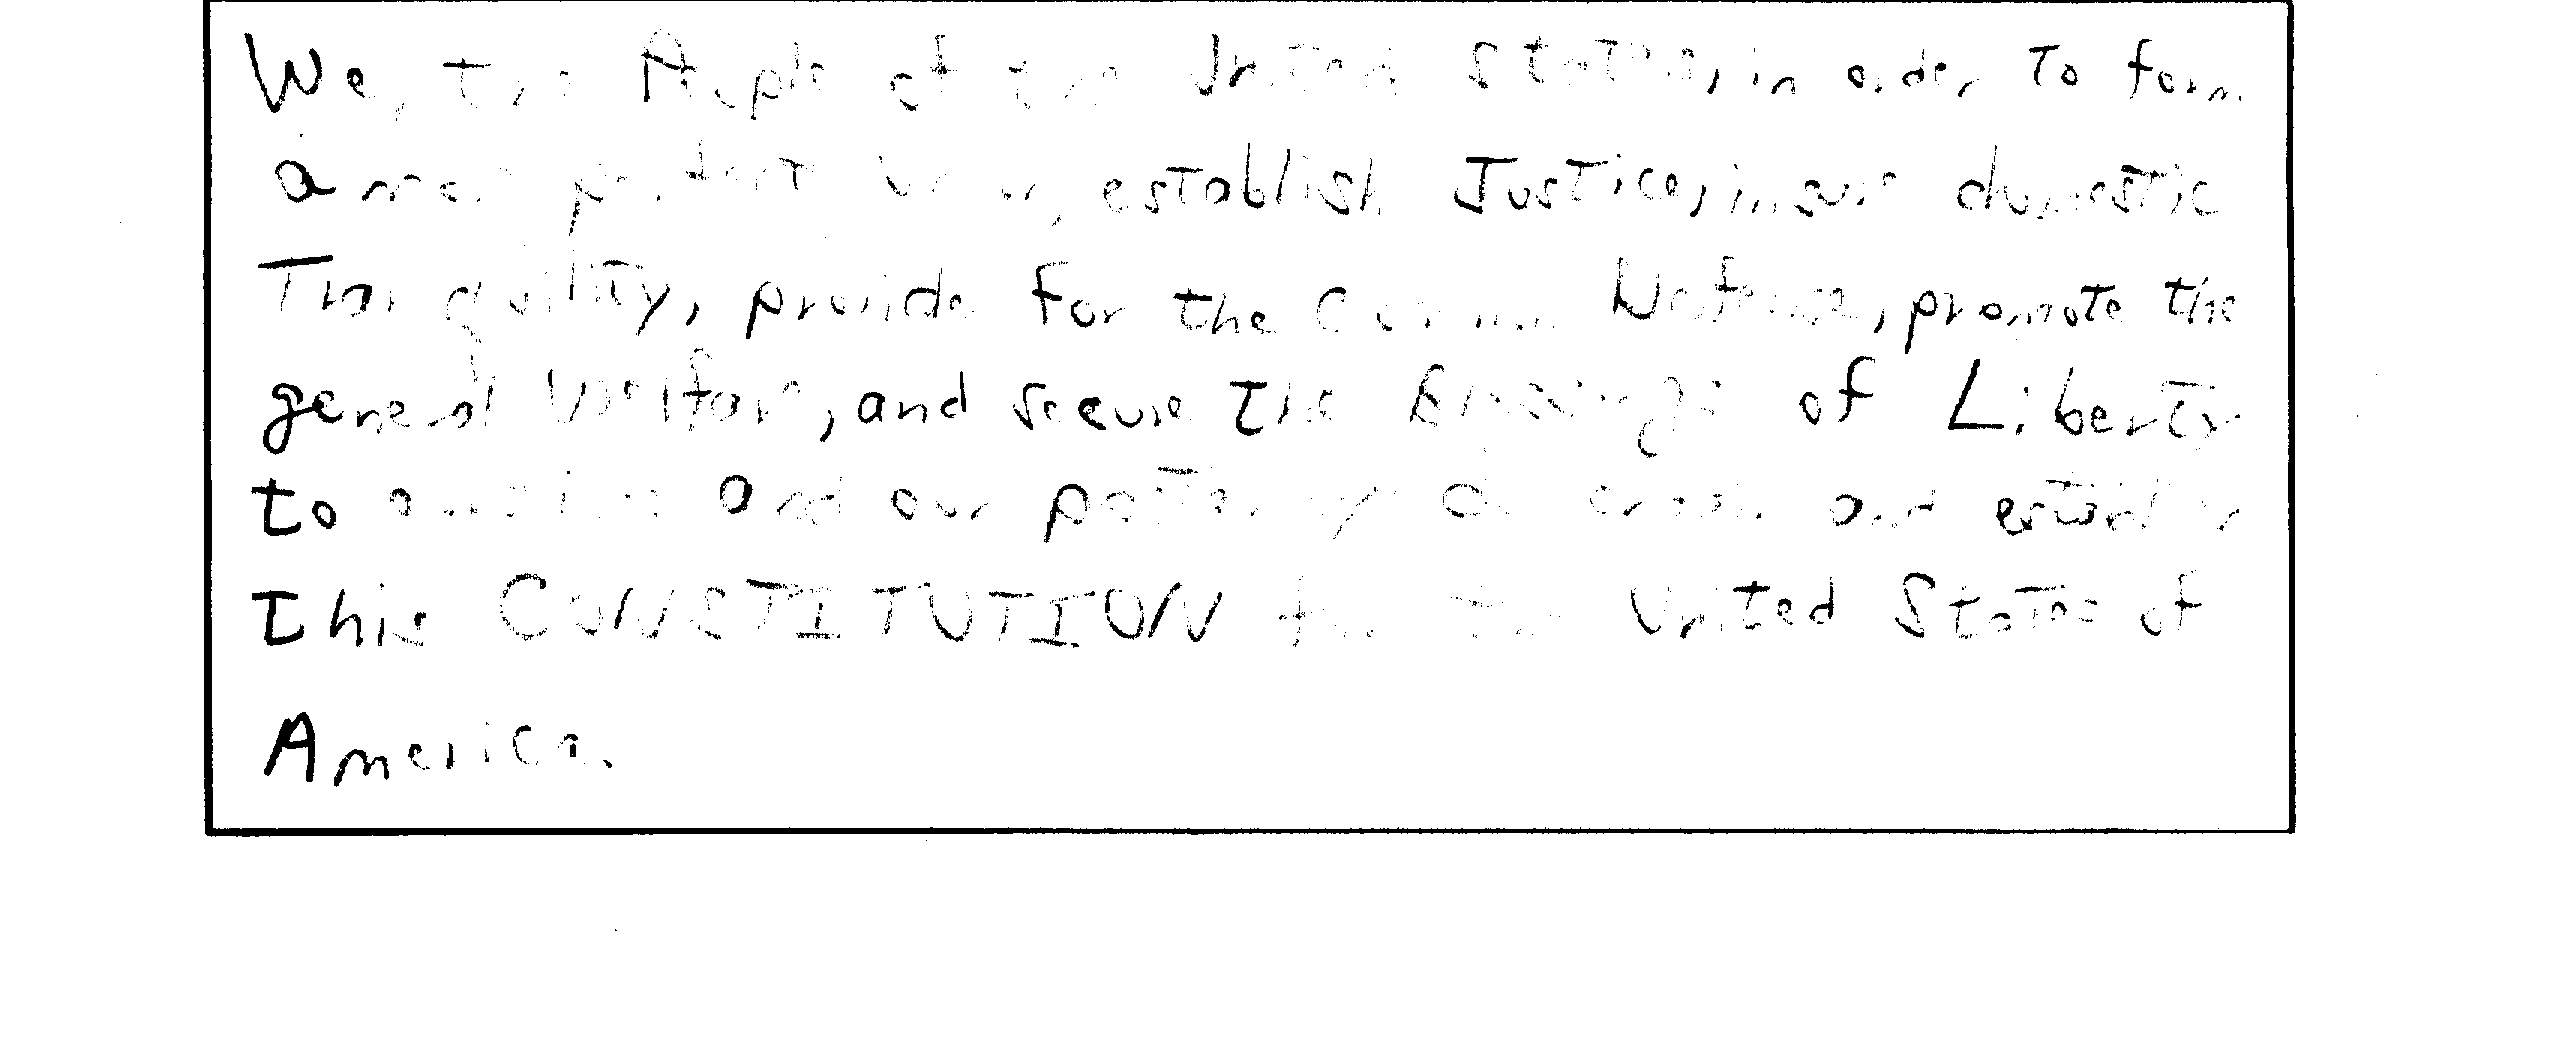 We, the People of the United States, in order to form
a more perfect Union, establish Justice, insure domestic
Tranquility, provide for the Common Defense, promote the
general Welfare, and secure the Blessings of Liberty
to ourselves and our posterity do ordain and establish
this CONSTITUTION for the United States of
America.